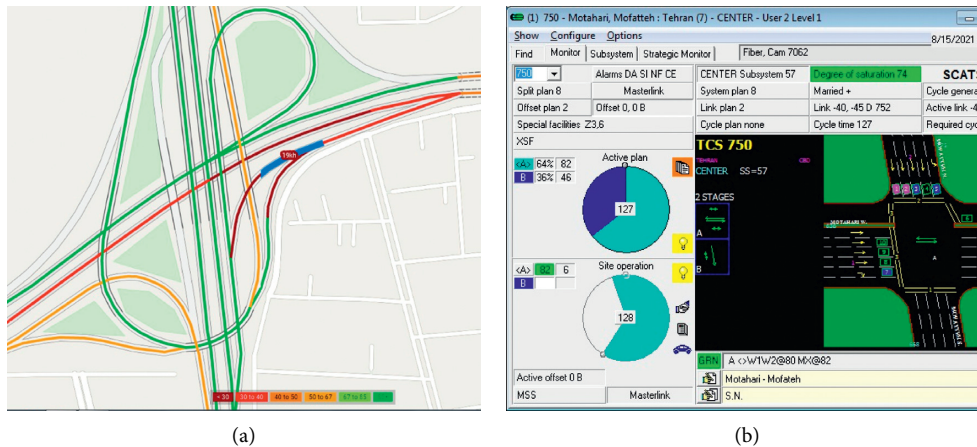 19kh
< 30 30 to 40 40 to 50 50 to 67 67 to 85
(a)
(1) 750 - Motahari, Mofatteh : Tehran (7) - CENTER - User 2 Level 1
Show Configure Options
8/15/2021
Find Monitor Subsystem Strategic Monitor Fiber, Cam 7062
750 Alarms DA SI NF CE CENTER Subsystem 57 Degree of saturation 74 SCATS
Split plan 8 Masterlink System plan 8 Married + Cycle genera
Offset plan 2 Offset 0, 0 B Link plan 2 Link -40, -45 D 752 Active link -4
Special facilities Z3,6 Cycle plan none Cycle time 127 Required cyc
XSF
TCS 750
TEHRAN
CENTER SS=57
<A> 64% 82
B 36% 46
Active plan
127
2 STAGES
A
B
MOTAHARI W.
A
<A> 82 6
B
Site operation
128
GRN A <>W1W2@80 MX@82
Active offset 0 B
Motahari - Mofateh
MSS Masterlink
S.N.
(b)